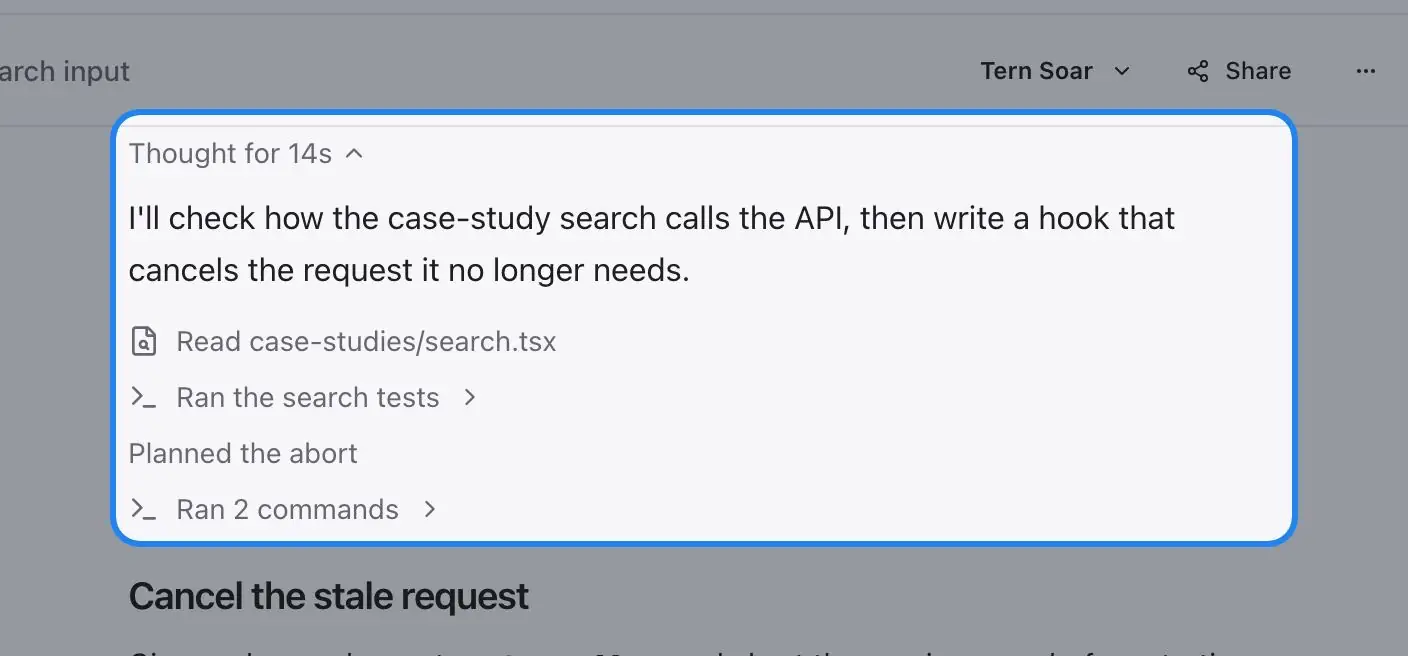 arch input
Tern Soar
Share
Thought for 14s
I'll check how the case-study search calls the API, then write a hook that
cancels the request it no longer needs.
Read case-studies/search.tsx
Ran the search tests
Planned the abort
Ran 2 commands
Cancel the stale request